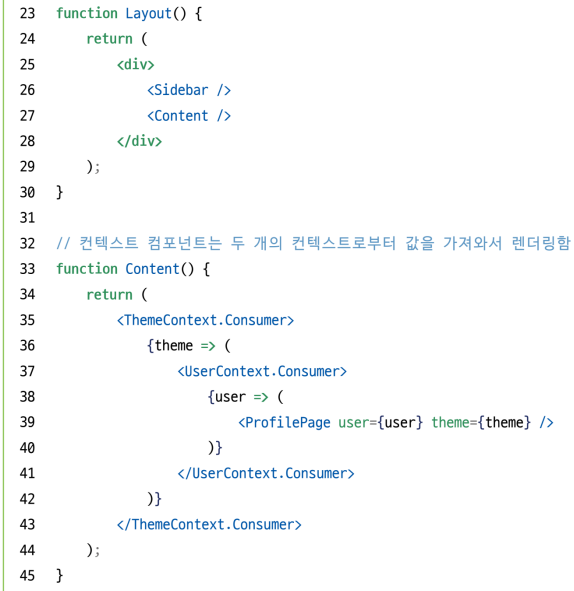 23 function Layout() {
24     return (
25         <div>
26             <Sidebar />
27             <Content />
28         </div>
29     );
30 }
31
32 // 컨텍스트 컴포넌트는 두 개의 컨텍스트로부터 값을 가져와서 렌더링함
33 function Content() {
34     return (
35         <ThemeContext.Consumer>
36             {theme => (
37                 <UserContext.Consumer>
38                     {user => (
39                         <ProfilePage user={user} theme={theme} />
40                     )}
41                 </UserContext.Consumer>
42             )}
43         </ThemeContext.Consumer>
44     );
45 }